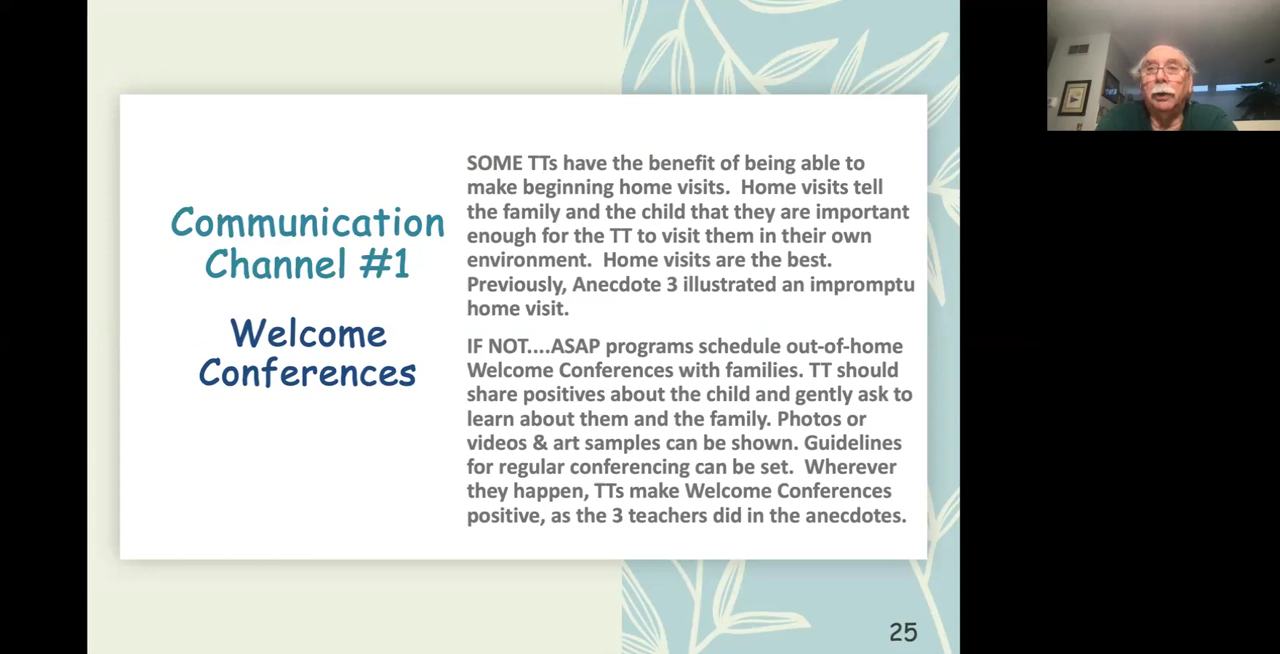 Communication
Channel #1
Welcome
Conferences
SOME TTs have the benefit of being able to
make beginning home visits.  Home visits tell
the family and the child that they are important
enough for the TT to visit them in their own
environment.  Home visits are the best.
Previously, Anecdote 3 illustrated an impromptu
home visit.
IF NOT....ASAP programs schedule out-of-home
Welcome Conferences with families. TT should
share positives about the child and gently ask to
learn about them and the family. Photos or
videos & art samples can be shown. Guidelines
for regular conferencing can be set.  Wherever
they happen, TTs make Welcome Conferences
positive, as the 3 teachers did in the anecdotes.
25